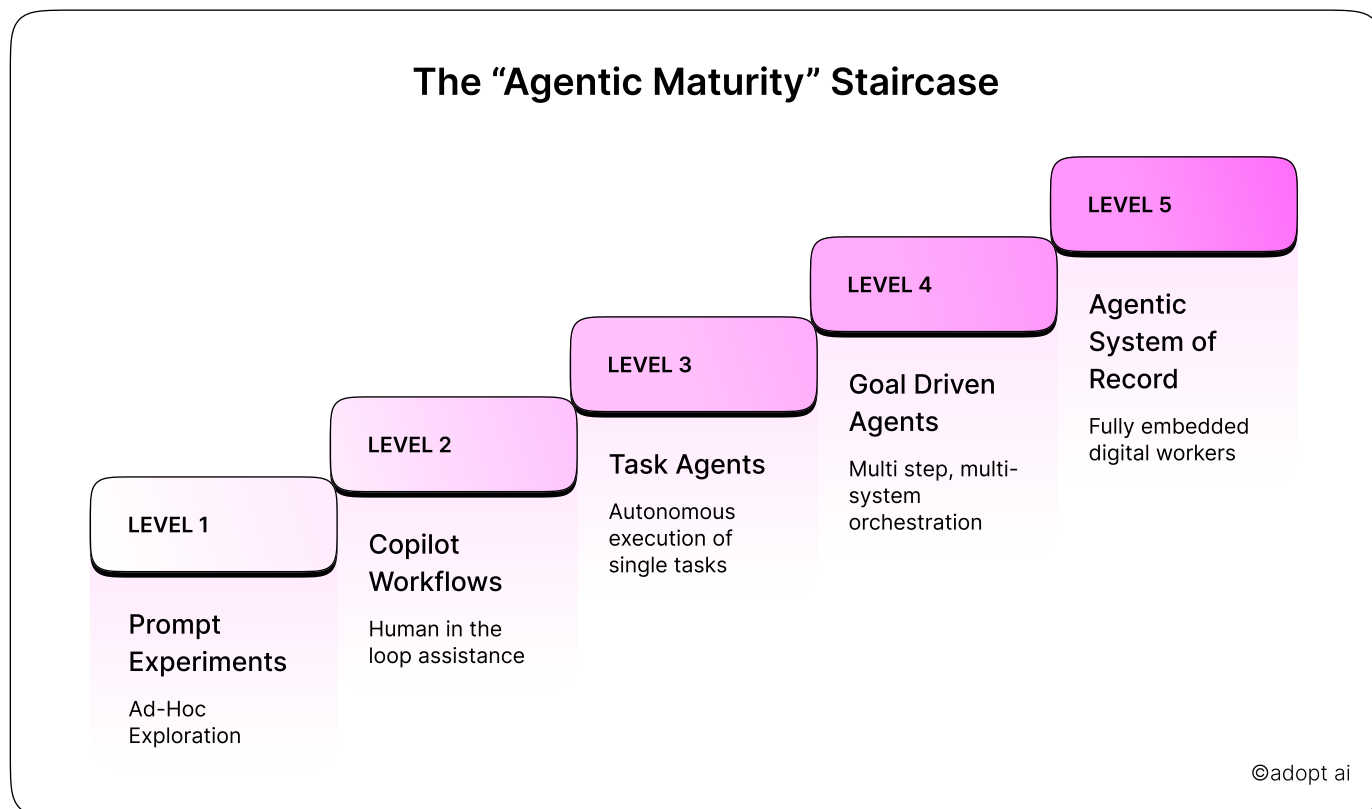 The “Agentic Maturity” Staircase
LEVEL 1
Prompt
Experiments
Ad-Hoc
Exploration
LEVEL 2
Copilot
Workflows
Human in the
loop assistance
LEVEL 3
Task Agents
Autonomous
execution of
single tasks
LEVEL 4
Goal Driven
Agents
Multi step, multi-
system
orchestration
LEVEL 5
Agentic
System of
Record
Fully embedded
digital workers
©adopt ai